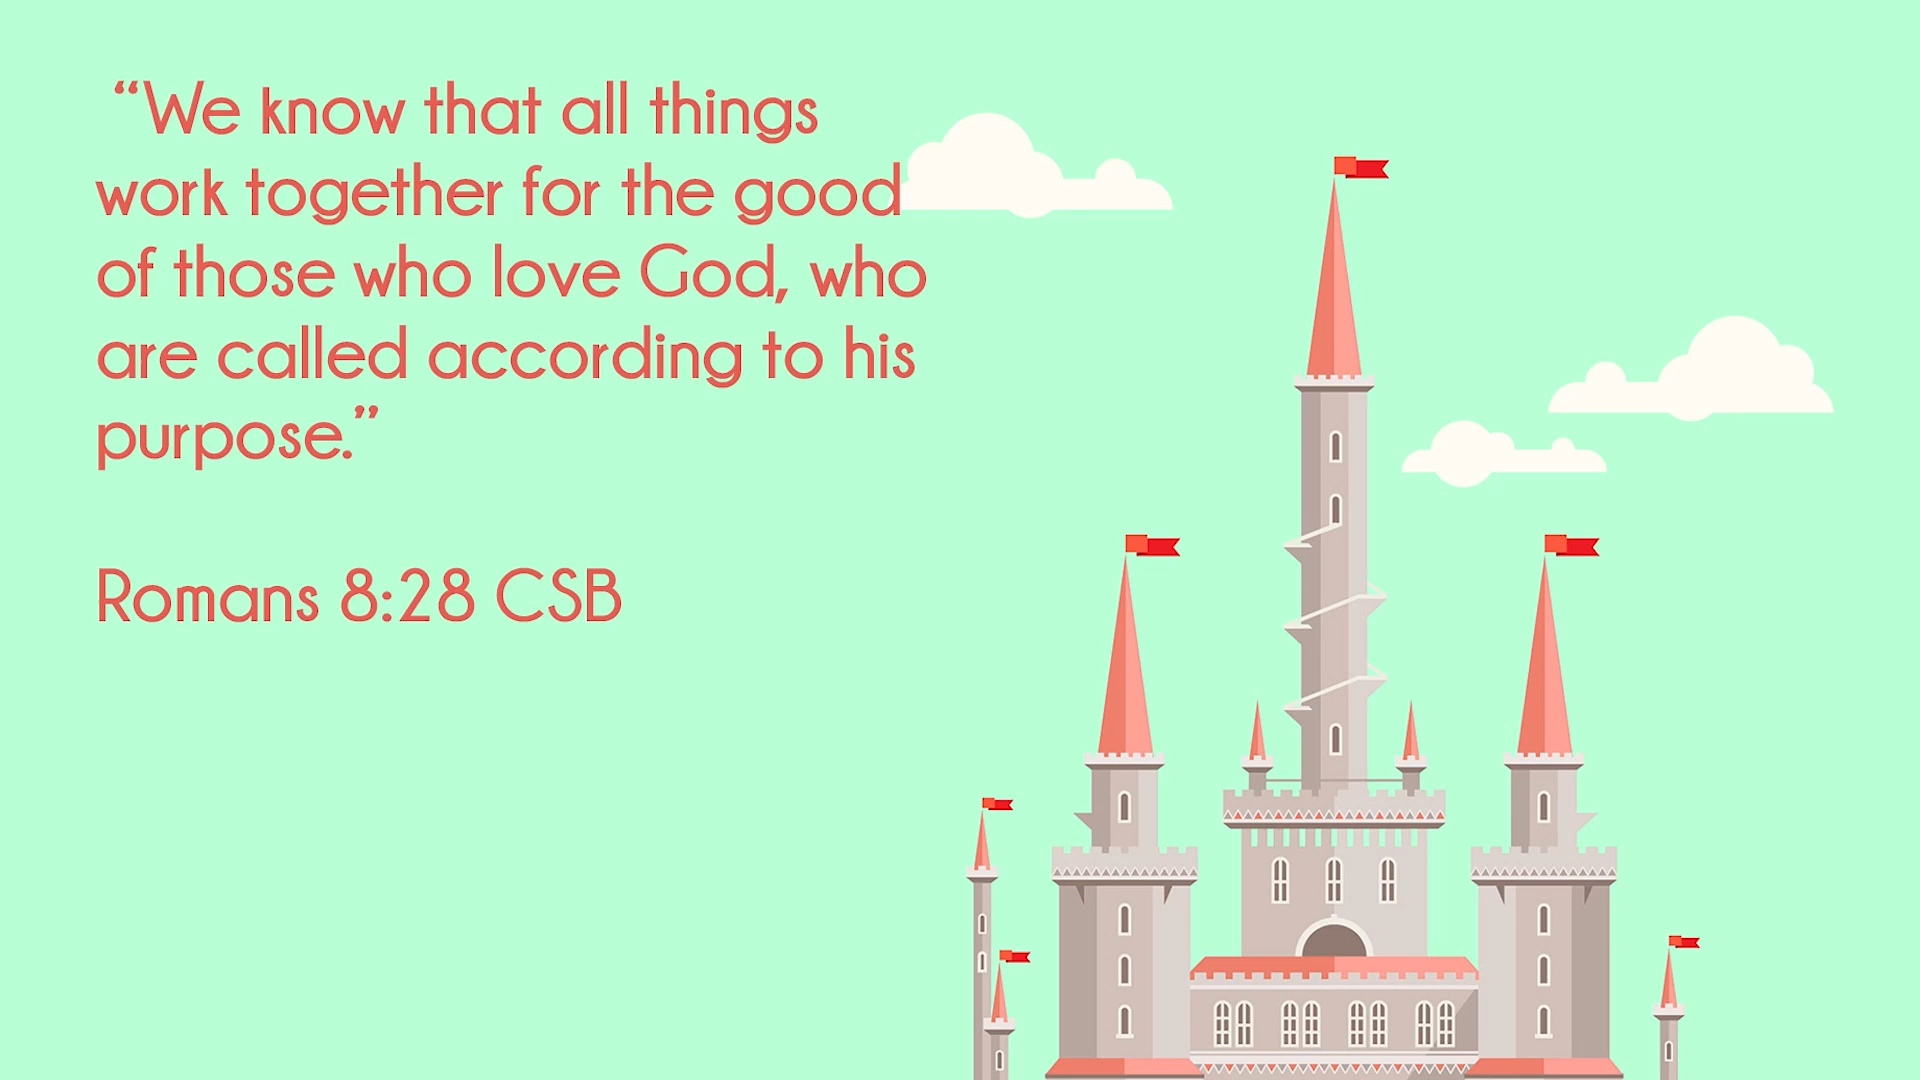 “We know that all things
work together for the good
of those who love God, who
are called according to his
purpose.”
Romans 8:28 CSB